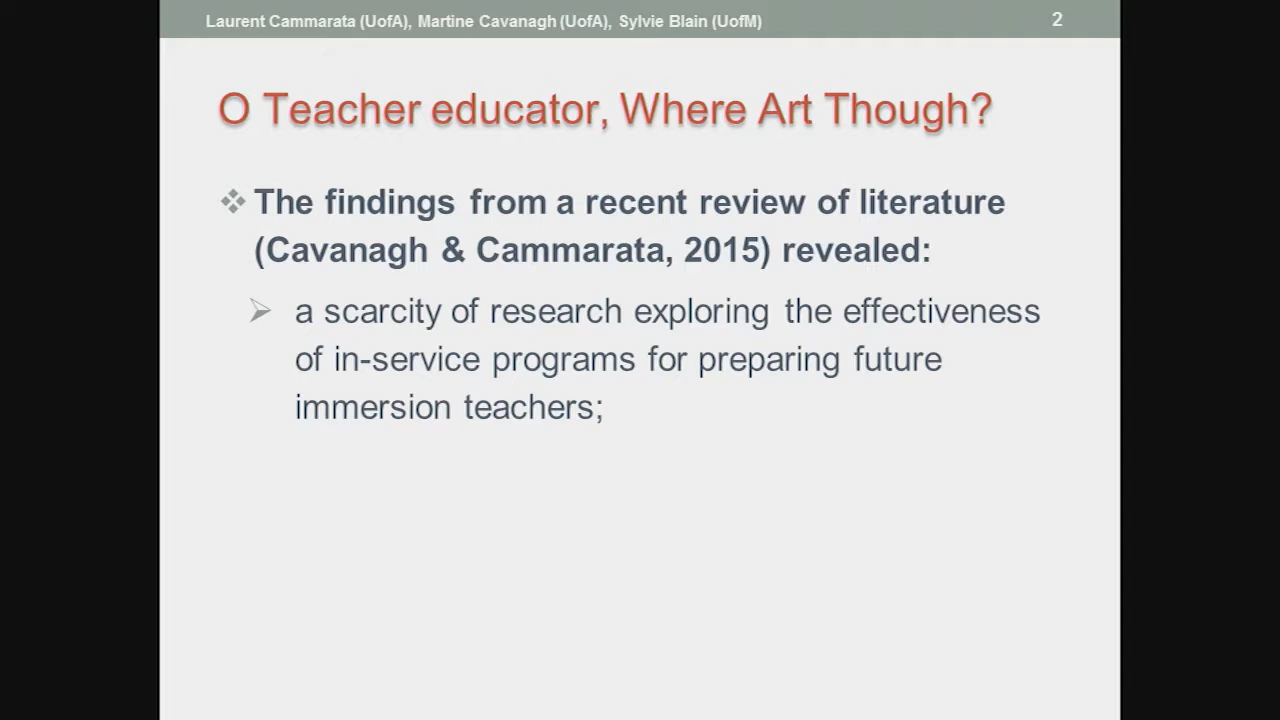 Laurent Cammarata (UofA), Martine Cavanagh (UofA), Sylvie Blain (UofM)
2
O Teacher educator, Where Art Though?
The findings from a recent review of literature
(Cavanagh & Cammarata, 2015) revealed:
a scarcity of research exploring the effectiveness
of in-service programs for preparing future
immersion teachers;